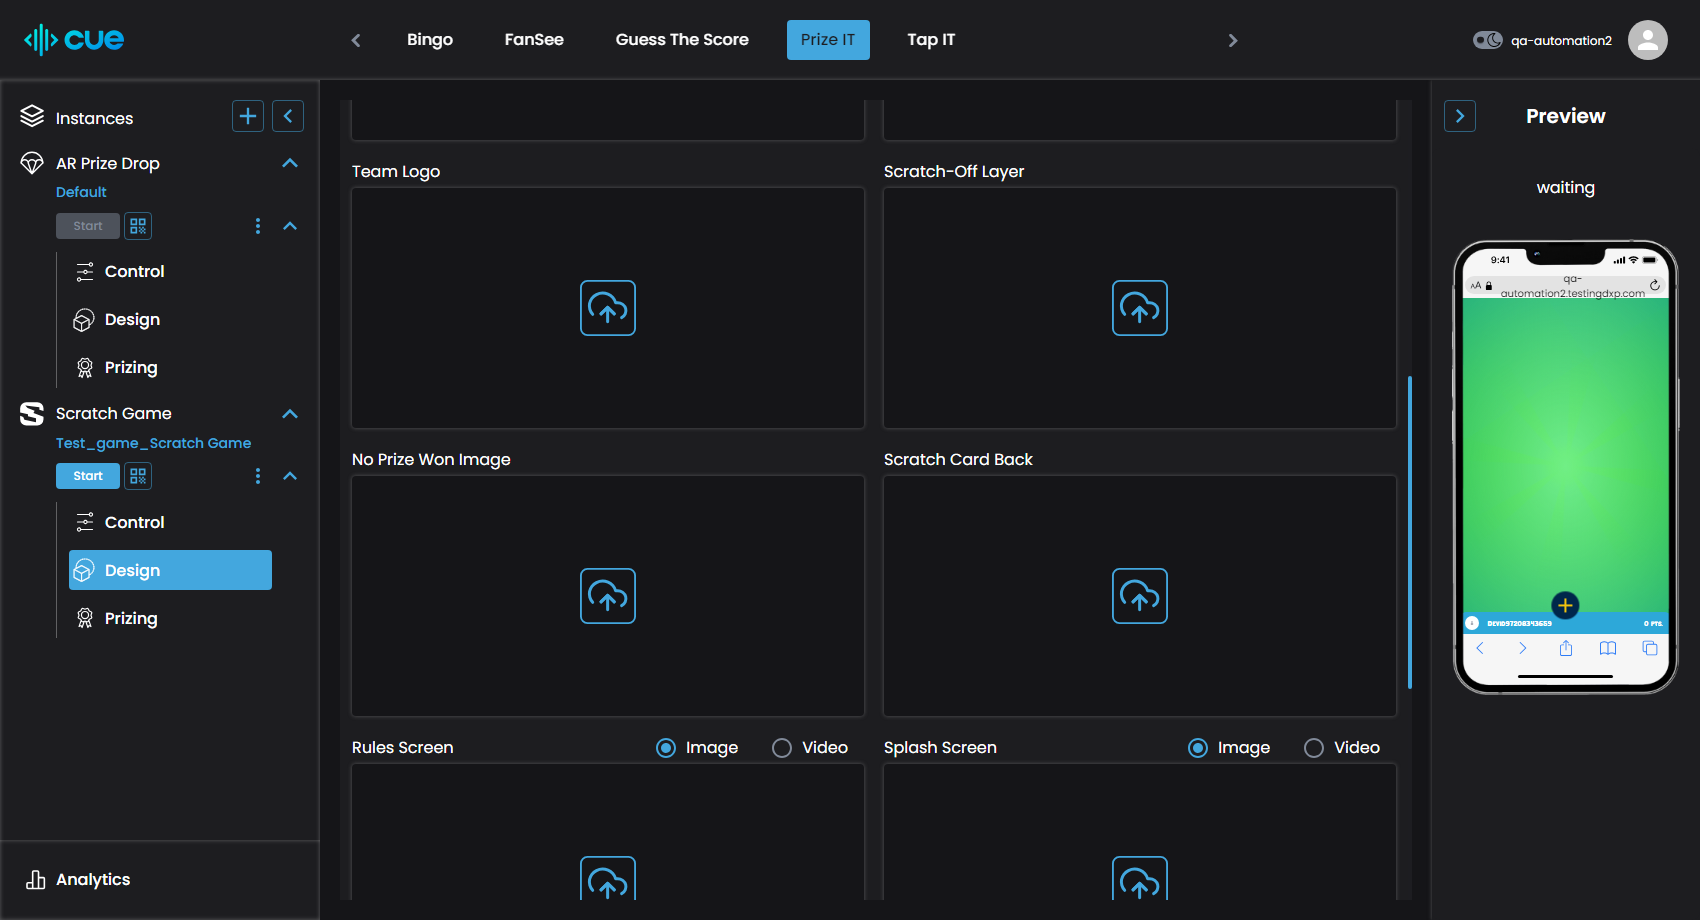 cue
Bingo
FanSee
Guess The Score
Prize IT
Tap IT
qa-automation2
Instances
AR Prize Drop
Default
Start
Control
Design
Prizing
Scratch Game
Test_game_Scratch Game
Start
Control
Design
Prizing
Analytics
Team Logo
Scratch-Off Layer
No Prize Won Image
Scratch Card Back
Rules Screen
Image
Video
Splash Screen
Image
Video
Preview
waiting
9:41
AA
qa-
automation2.testingdxp.com
0 PTS.